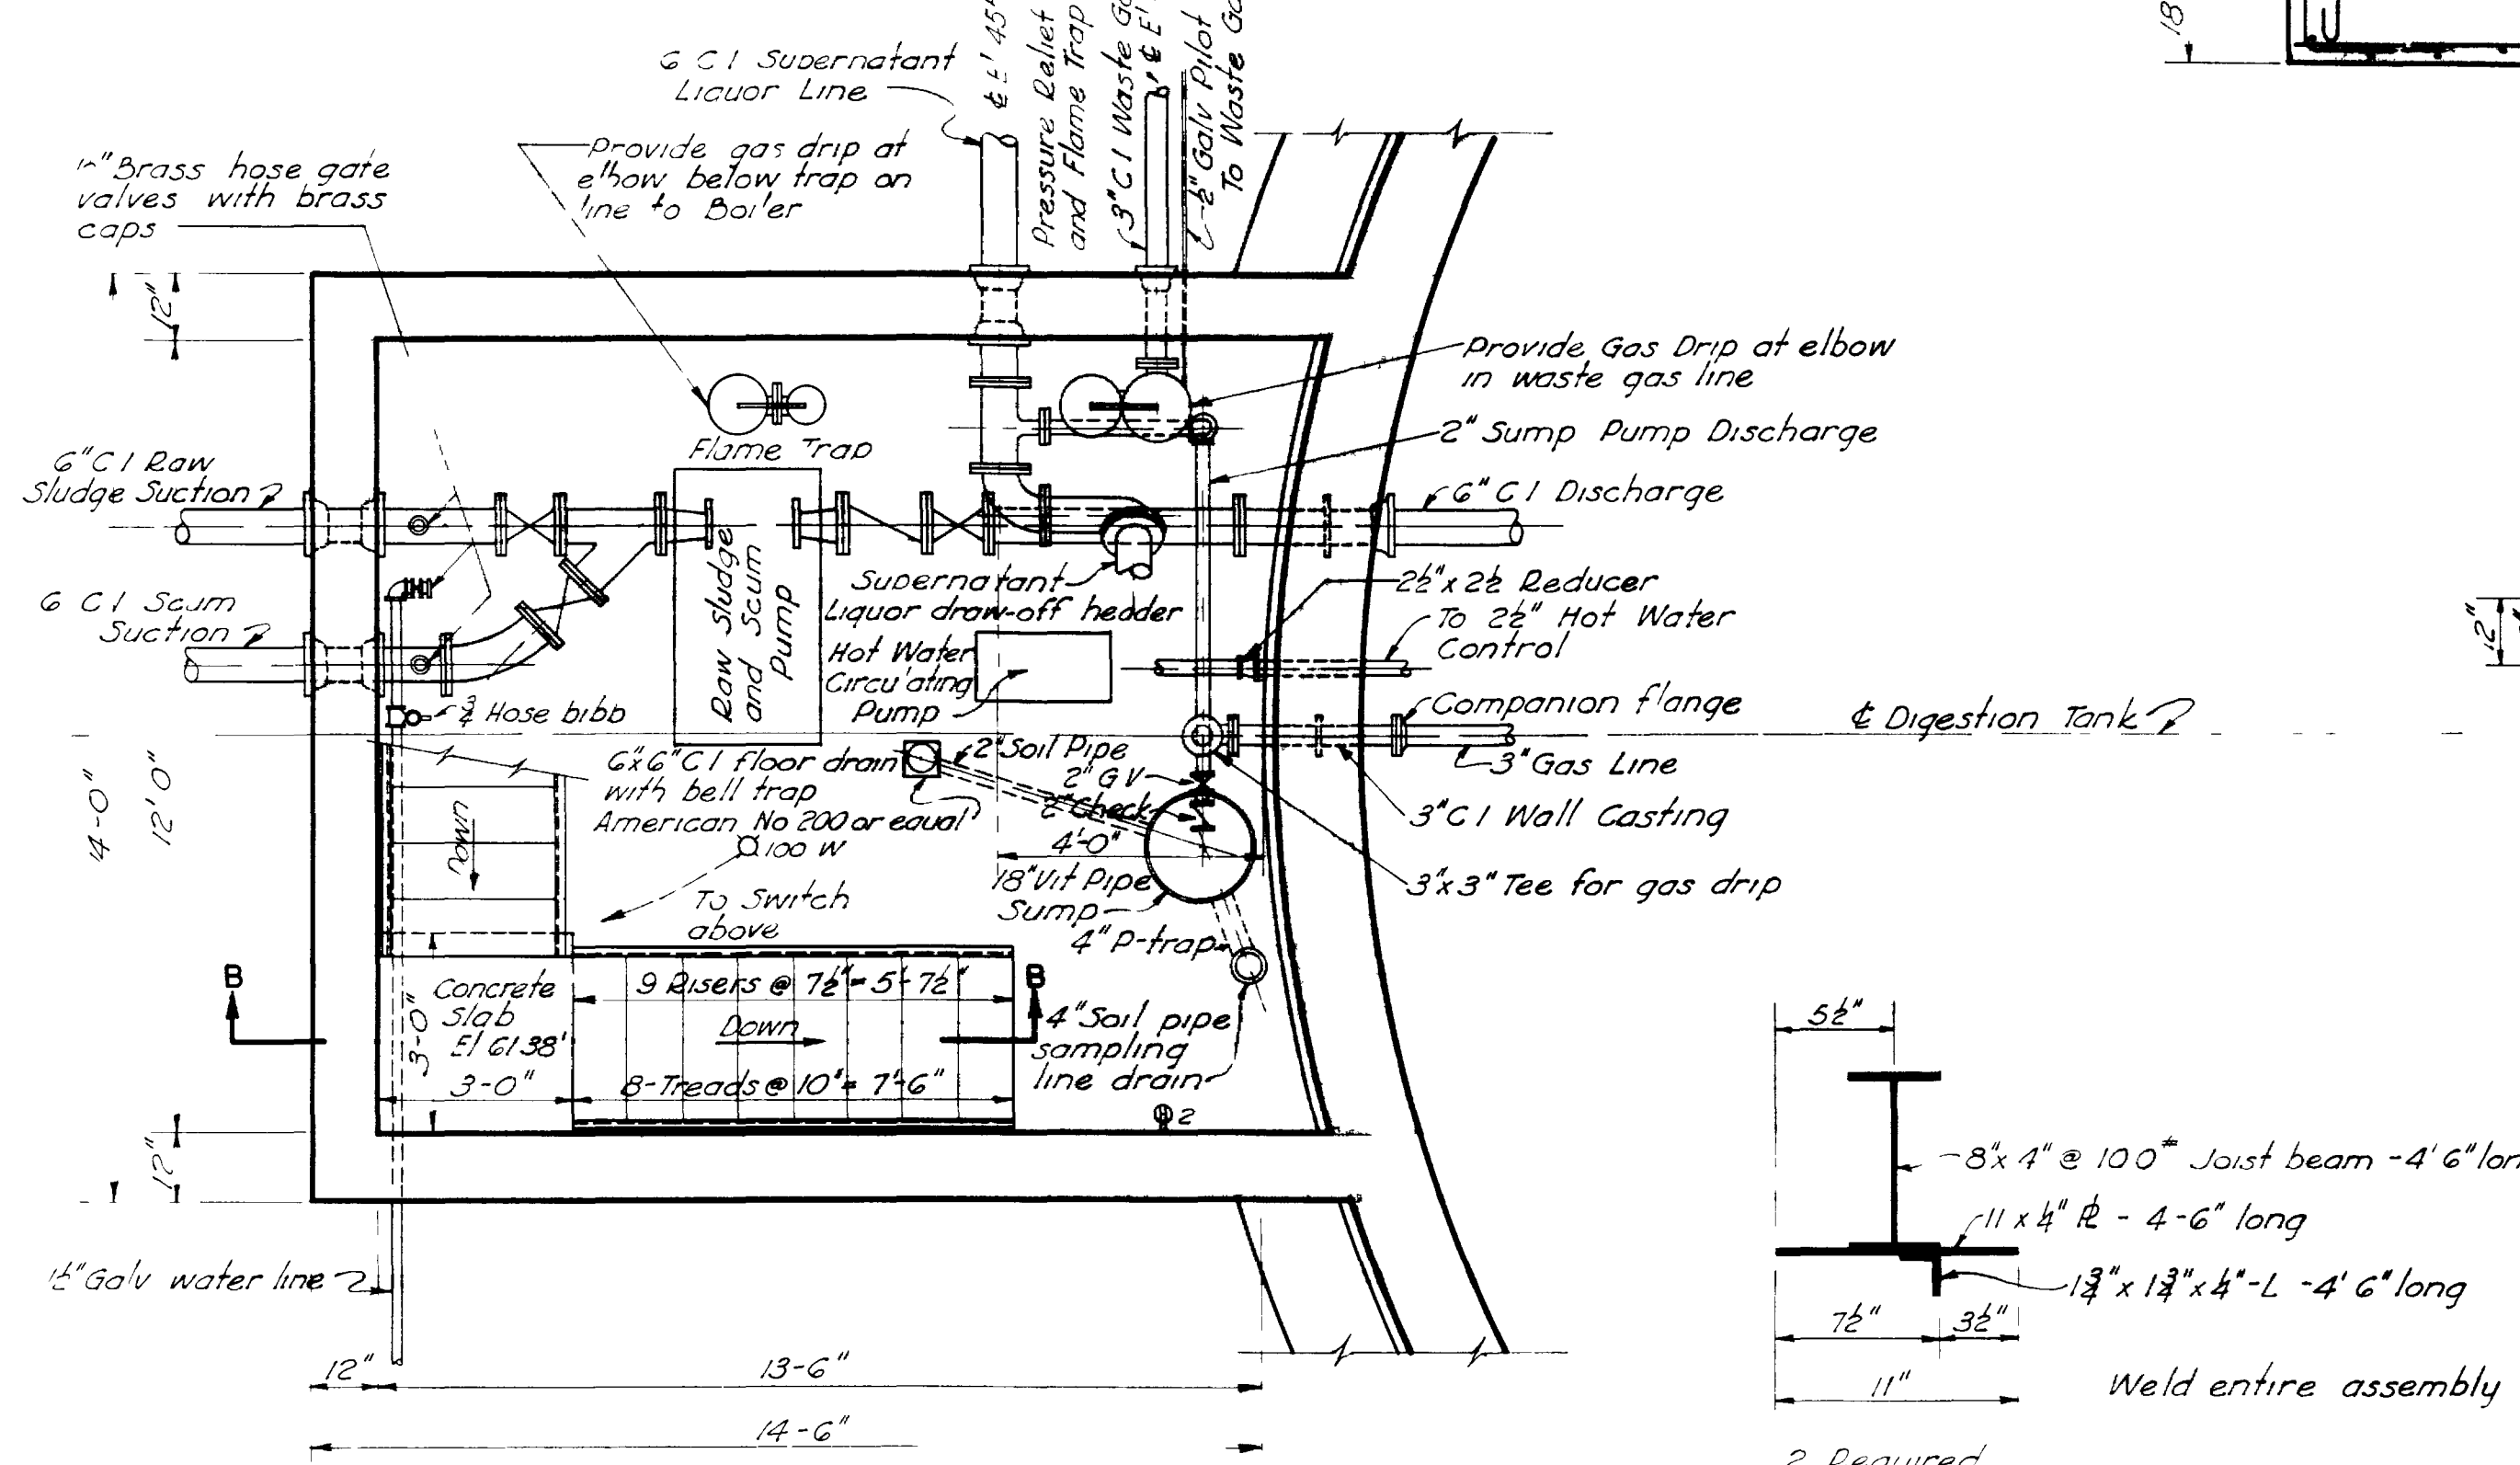 6 C I Supernatant
Liquor Line
Pressure Relief
and Flame Trap
3" C I Waste
½" Galv Pilot
To Waste
18
Brass hose gate
valves with brass
caps
Provide gas drip at
elbow below trap on
line to Boiler
12"
Provide Gas Drip at elbow
in waste gas line
2" Sump Pump Discharge
Flame Trap
6" C I Raw
Sludge Suction
6" C I Discharge
Raw Sludge
and Scum
Pump
Supernatant
Liquor draw-off header
2½" x 2½ Reducer
To 2½" Hot Water
Control
12"
6 C I Scum
Suction
Hot Water
Circulating
Pump
¾ Hose bibb
Companion flange
℄ Digestion Tank
3" Gas Line
6"x6" C I floor drain
with bell trap
American No 200 or equal
2" Soil Pipe
2" G V
2" Check
3" C I Wall Casting
4-0"
12'0"
Down
100 W
4'-0"
To Switch
above
18" Vit Pipe
Sump
3"x3" Tee for gas drip
4" P-trap
B
B
Concrete
Slab
El 61 38'
3-0"
3-0"
9 Risers @ 7½" = 5'-7½"
Down
8-Treads @ 10" = 7'-6"
4" Soil pipe
sampling
line drain
2
12"
1½" Galv water line
12"
13-6"
14-6"
5½"
8"x 4" @ 100# Joist beam - 4' 6"
11 x ¼" ⅊ - 4-6" long
1¾" x 1¾" x ¼" - L - 4' 6" long
7½"
3½"
11"
Weld entire assembly
2 Required